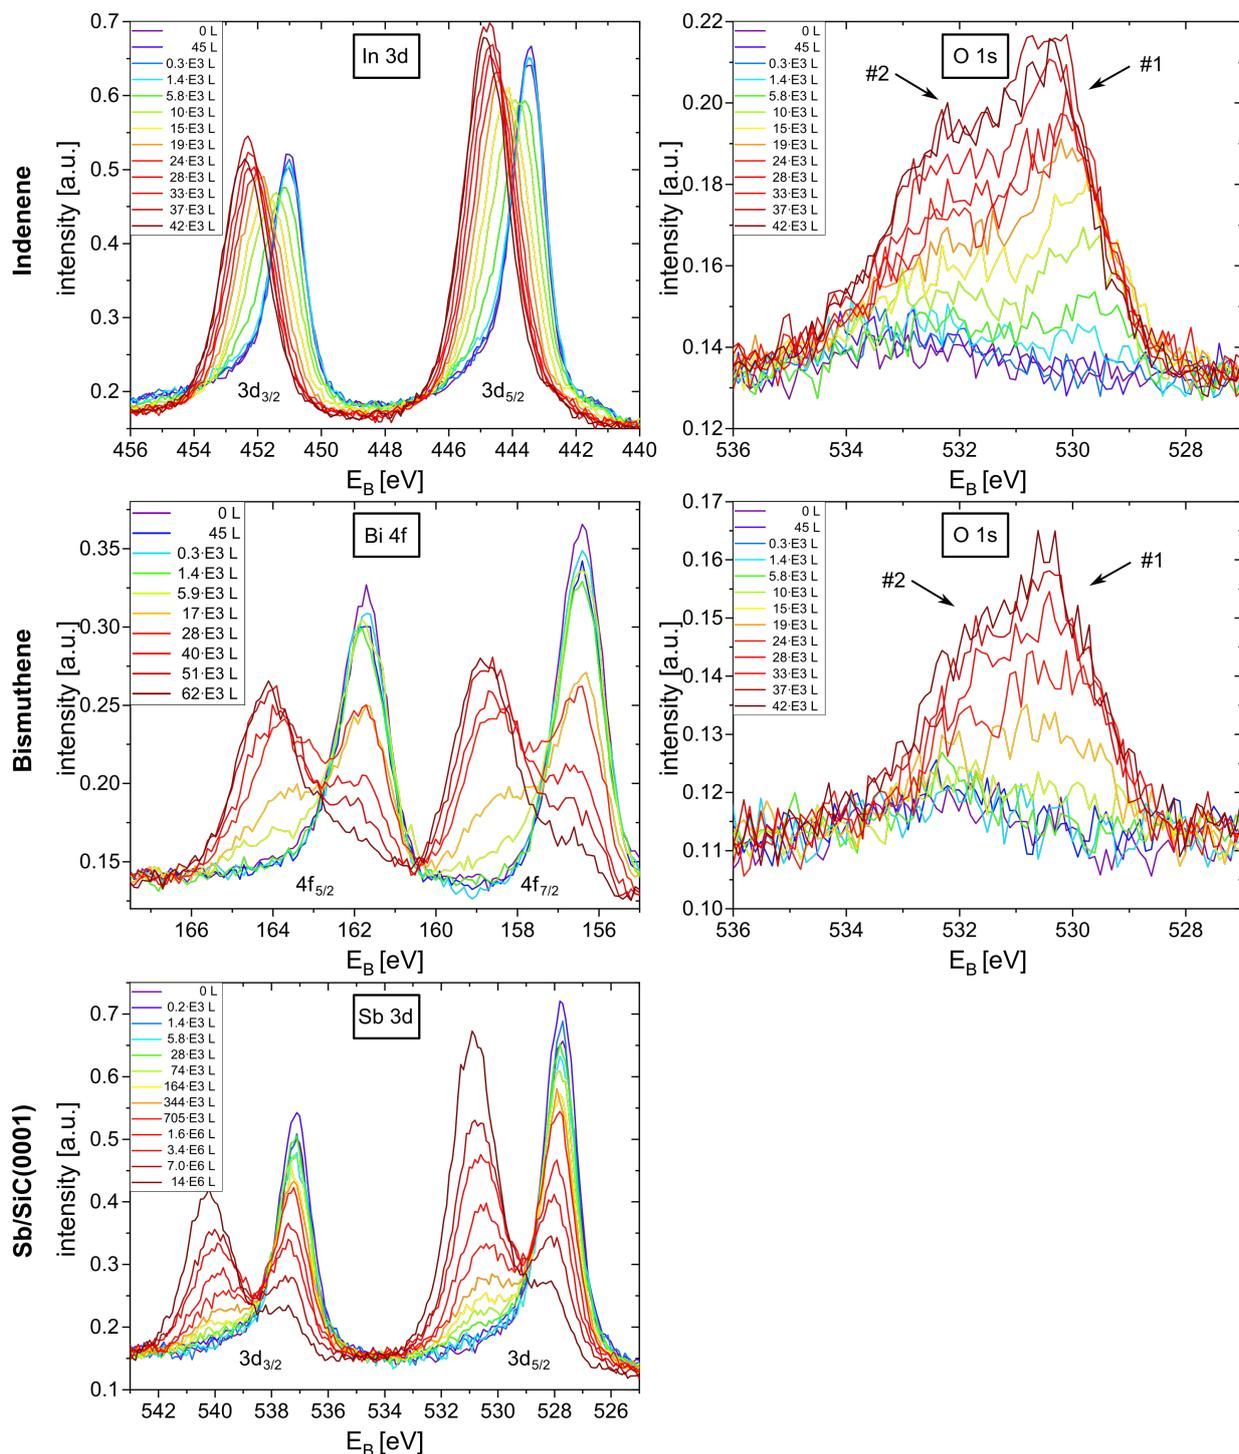 Indenene
In 3d
0 L
45 L
0.3·E3 L
1.4·E3 L
5.8·E3 L
10·E3 L
15·E3 L
19·E3 L
24·E3 L
28·E3 L
33·E3 L
37·E3 L
42·E3 L
intensity [a.u.]
0.7
0.6
0.5
0.4
0.3
0.2
3d3/2
3d5/2
456 454 452 450 448 446 444 442 440
EB [eV]
O 1s
#2
#1
0 L
45 L
0.3·E3 L
1.4·E3 L
5.8·E3 L
10·E3 L
15·E3 L
19·E3 L
24·E3 L
28·E3 L
33·E3 L
37·E3 L
42·E3 L
intensity [a.u.]
0.22
0.20
0.18
0.16
0.14
0.12
536 534 532 530 528
EB [eV]
Bismuthene
Bi 4f
0 L
45 L
0.3·E3 L
1.4·E3 L
5.9·E3 L
17·E3 L
28·E3 L
40·E3 L
51·E3 L
62·E3 L
intensity [a.u.]
0.35
0.30
0.25
0.20
0.15
4f5/2
4f7/2
166 164 162 160 158 156
EB [eV]
O 1s
#2
#1
0 L
45 L
0.3·E3 L
1.4·E3 L
5.8·E3 L
10·E3 L
15·E3 L
19·E3 L
24·E3 L
28·E3 L
33·E3 L
37·E3 L
42·E3 L
intensity [a.u.]
0.17
0.16
0.15
0.14
0.13
0.12
0.11
0.10
536 534 532 530 528
EB [eV]
Sb/SiC(0001)
Sb 3d
0 L
0.2·E3 L
1.4·E3 L
5.8·E3 L
28·E3 L
74·E3 L
164·E3 L
344·E3 L
705·E3 L
1.6·E6 L
3.4·E6 L
7.0·E6 L
14·E6 L
intensity [a.u.]
0.7
0.6
0.5
0.4
0.3
0.2
0.1
3d3/2
3d5/2
542 540 538 536 534 532 530 528 526
EB [eV]